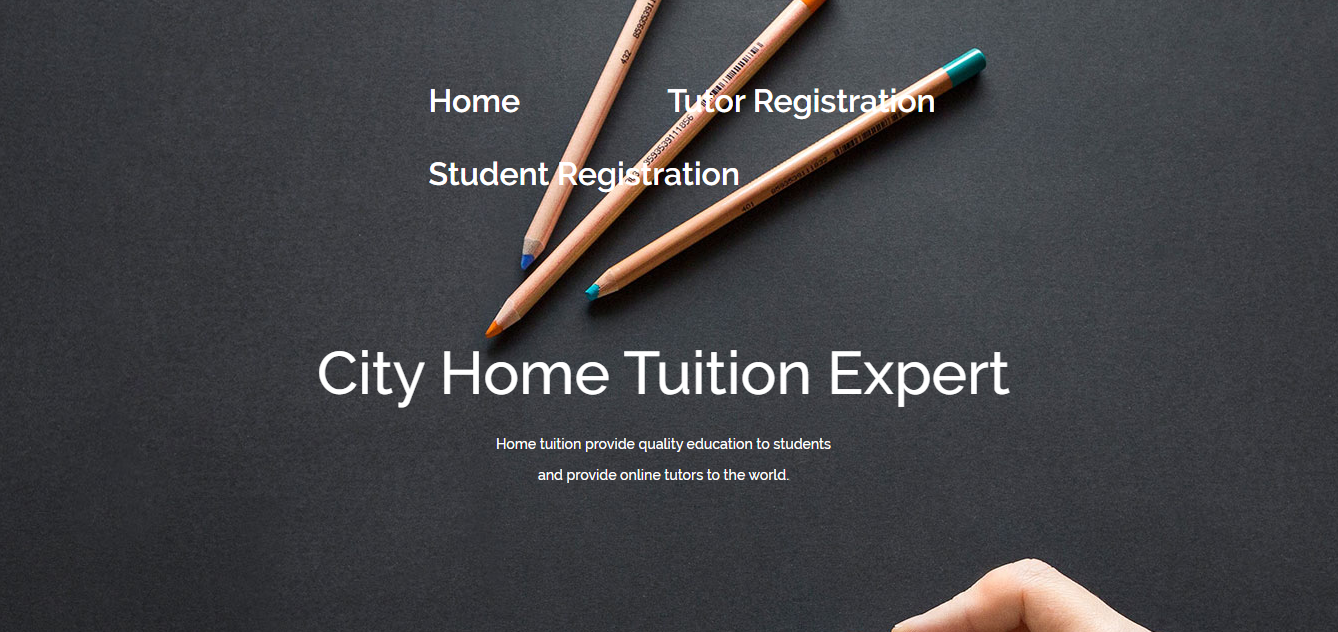 Home
Tutor Registration
Student Registration
City Home Tuition Expert
Home tuition provide quality education to students
and provide online tutors to the world.